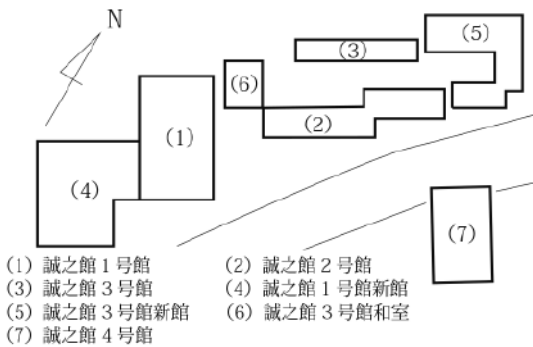 N
(5)
(3)
(6)
(2)
(1)
(4)
(7)
(1) 誠之館1号館
(2) 誠之館2号館
(3) 誠之館3号館
(4) 誠之館1号館新館
(5) 誠之館3号館新館
(6) 誠之館3号館和室
(7) 誠之館4号館